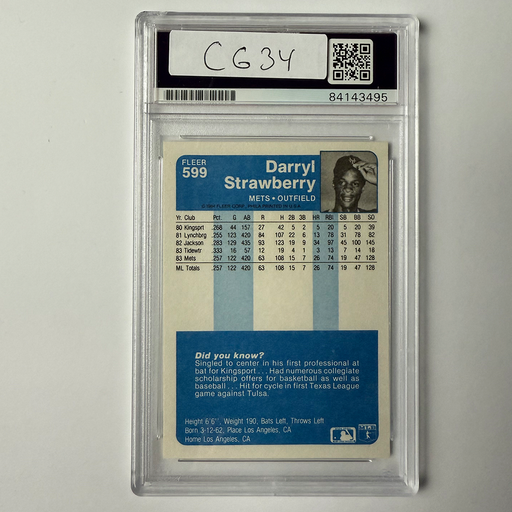 CG34
84143495
FLEER
599
Darryl
Strawberry
METS • OUTFIELD
Yr. Club Pct. G AB R H 2B 3B HR RBI SB BB SO
80 Kingsprt .268 44 157 27 42 5 2 5 20 5 20 39
81 Lynchbrg .255 123 420 84 107 22 6 13 78 31 78 82
82 Jackson .283 129 435 93 123 19 9 34 97 45 100 145
83 Tidewtr .333 16 57 12 19 4 1 3 13 7 14 18
83 Mets .257 122 420 63 108 15 7 26 74 19 47 128
ML Totals .257 122 420 63 108 15 7 26 74 19 47 128
Did you know?
Singled to center in his first professional at
bat for Kingsport . . . Had numerous collegiate
scholarship offers for basketball as well as
baseball . . . Hit for cycle in first Texas League
game against Tulsa.
Height 6'6", Weight 190, Bats Left, Throws Left
Born 3-12-62, Place Los Angeles, CA
Home Los Angeles, CA